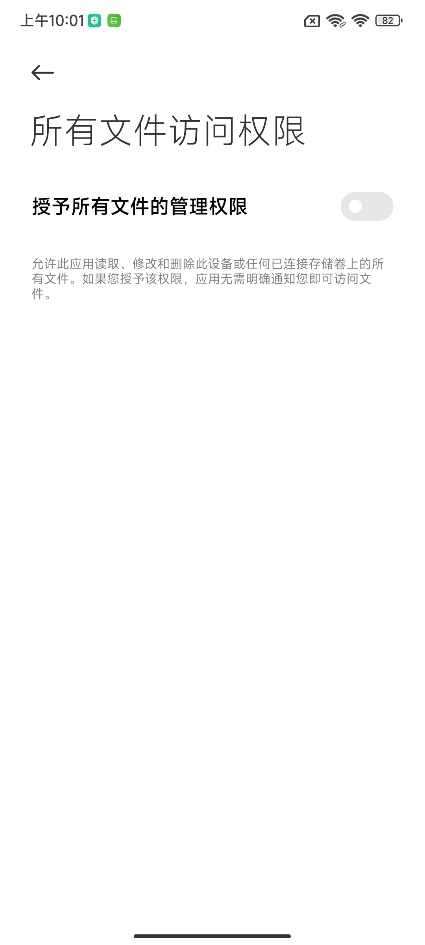 上午10:01
82
所有文件访问权限
授予所有文件的管理权限
允许此应用读取、修改和删除此设备或任何已连接存储卷上的所
有文件。如果您授予该权限，应用无需明确通知您即可访问文
件。